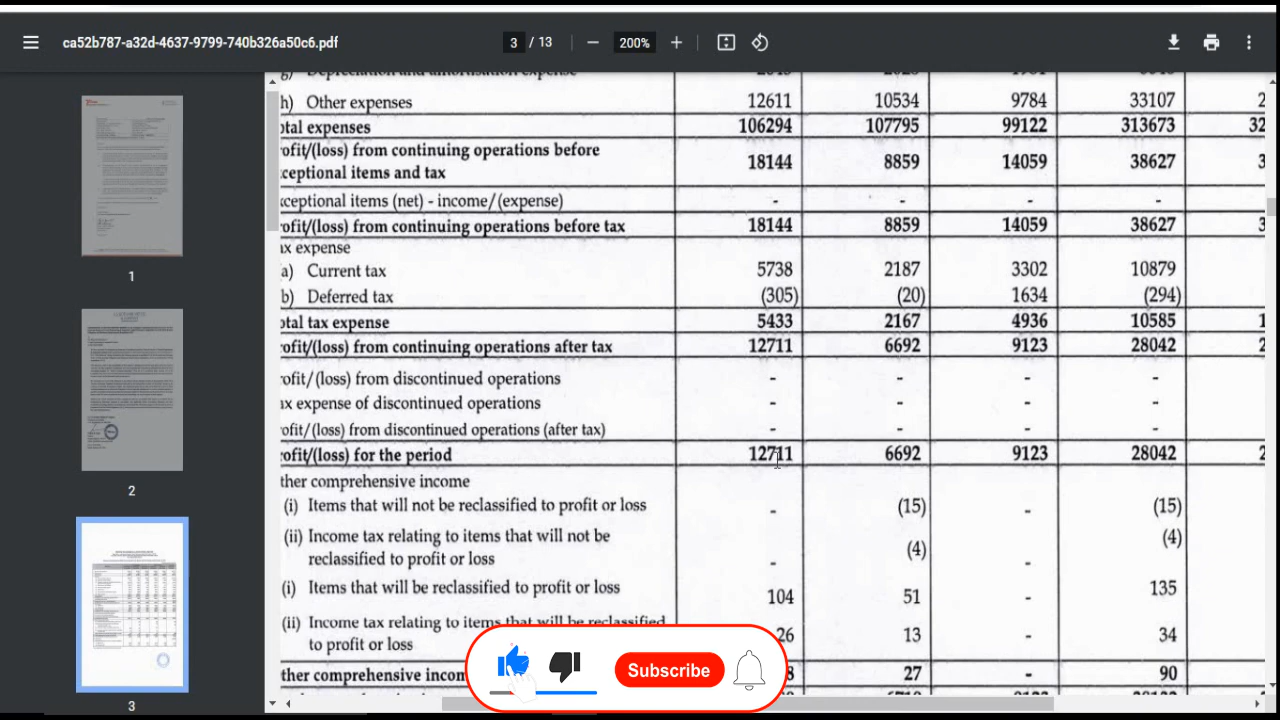 ca52b787-a32d-4637-9799-740b326a50c6.pdf 3 / 13 200%
1
2
3
h) Other expenses 12611 10534 9784 33107 2
otal expenses 106294 107795 99122 313673 32
rofit/(loss) from continuing operations before
xceptional items and tax 18144 8859 14059 38627 3
xceptional items (net) - income/(expense) - - - -
rofit/(loss) from continuing operations before tax 18144 8859 14059 38627 3
ax expense
a) Current tax 5738 2187 3302 10879
b) Deferred tax (305) (20) 1634 (294)
otal tax expense 5433 2167 4936 10585 1
rofit/(loss) from continuing operations after tax 12711 6692 9123 28042 2
rofit/(loss) from discontinued operations - - - -
ax expense of discontinued operations - - - -
rofit/(loss) from discontinued operations (after tax) - - - -
rofit/(loss) for the period 12711 6692 9123 28042 2
ther comprehensive income
(i) Items that will not be reclassified to profit or loss - (15) - (15)
(ii) Income tax relating to items that will not be
reclassified to profit or loss - (4) - (4)
(i) Items that will be reclassified to profit or loss 104 51 - 135
(ii) Income tax relating to items that will be reclassified
to profit or loss 26 13 - 34
ther comprehensive incom 8 27 - 90
Subscribe